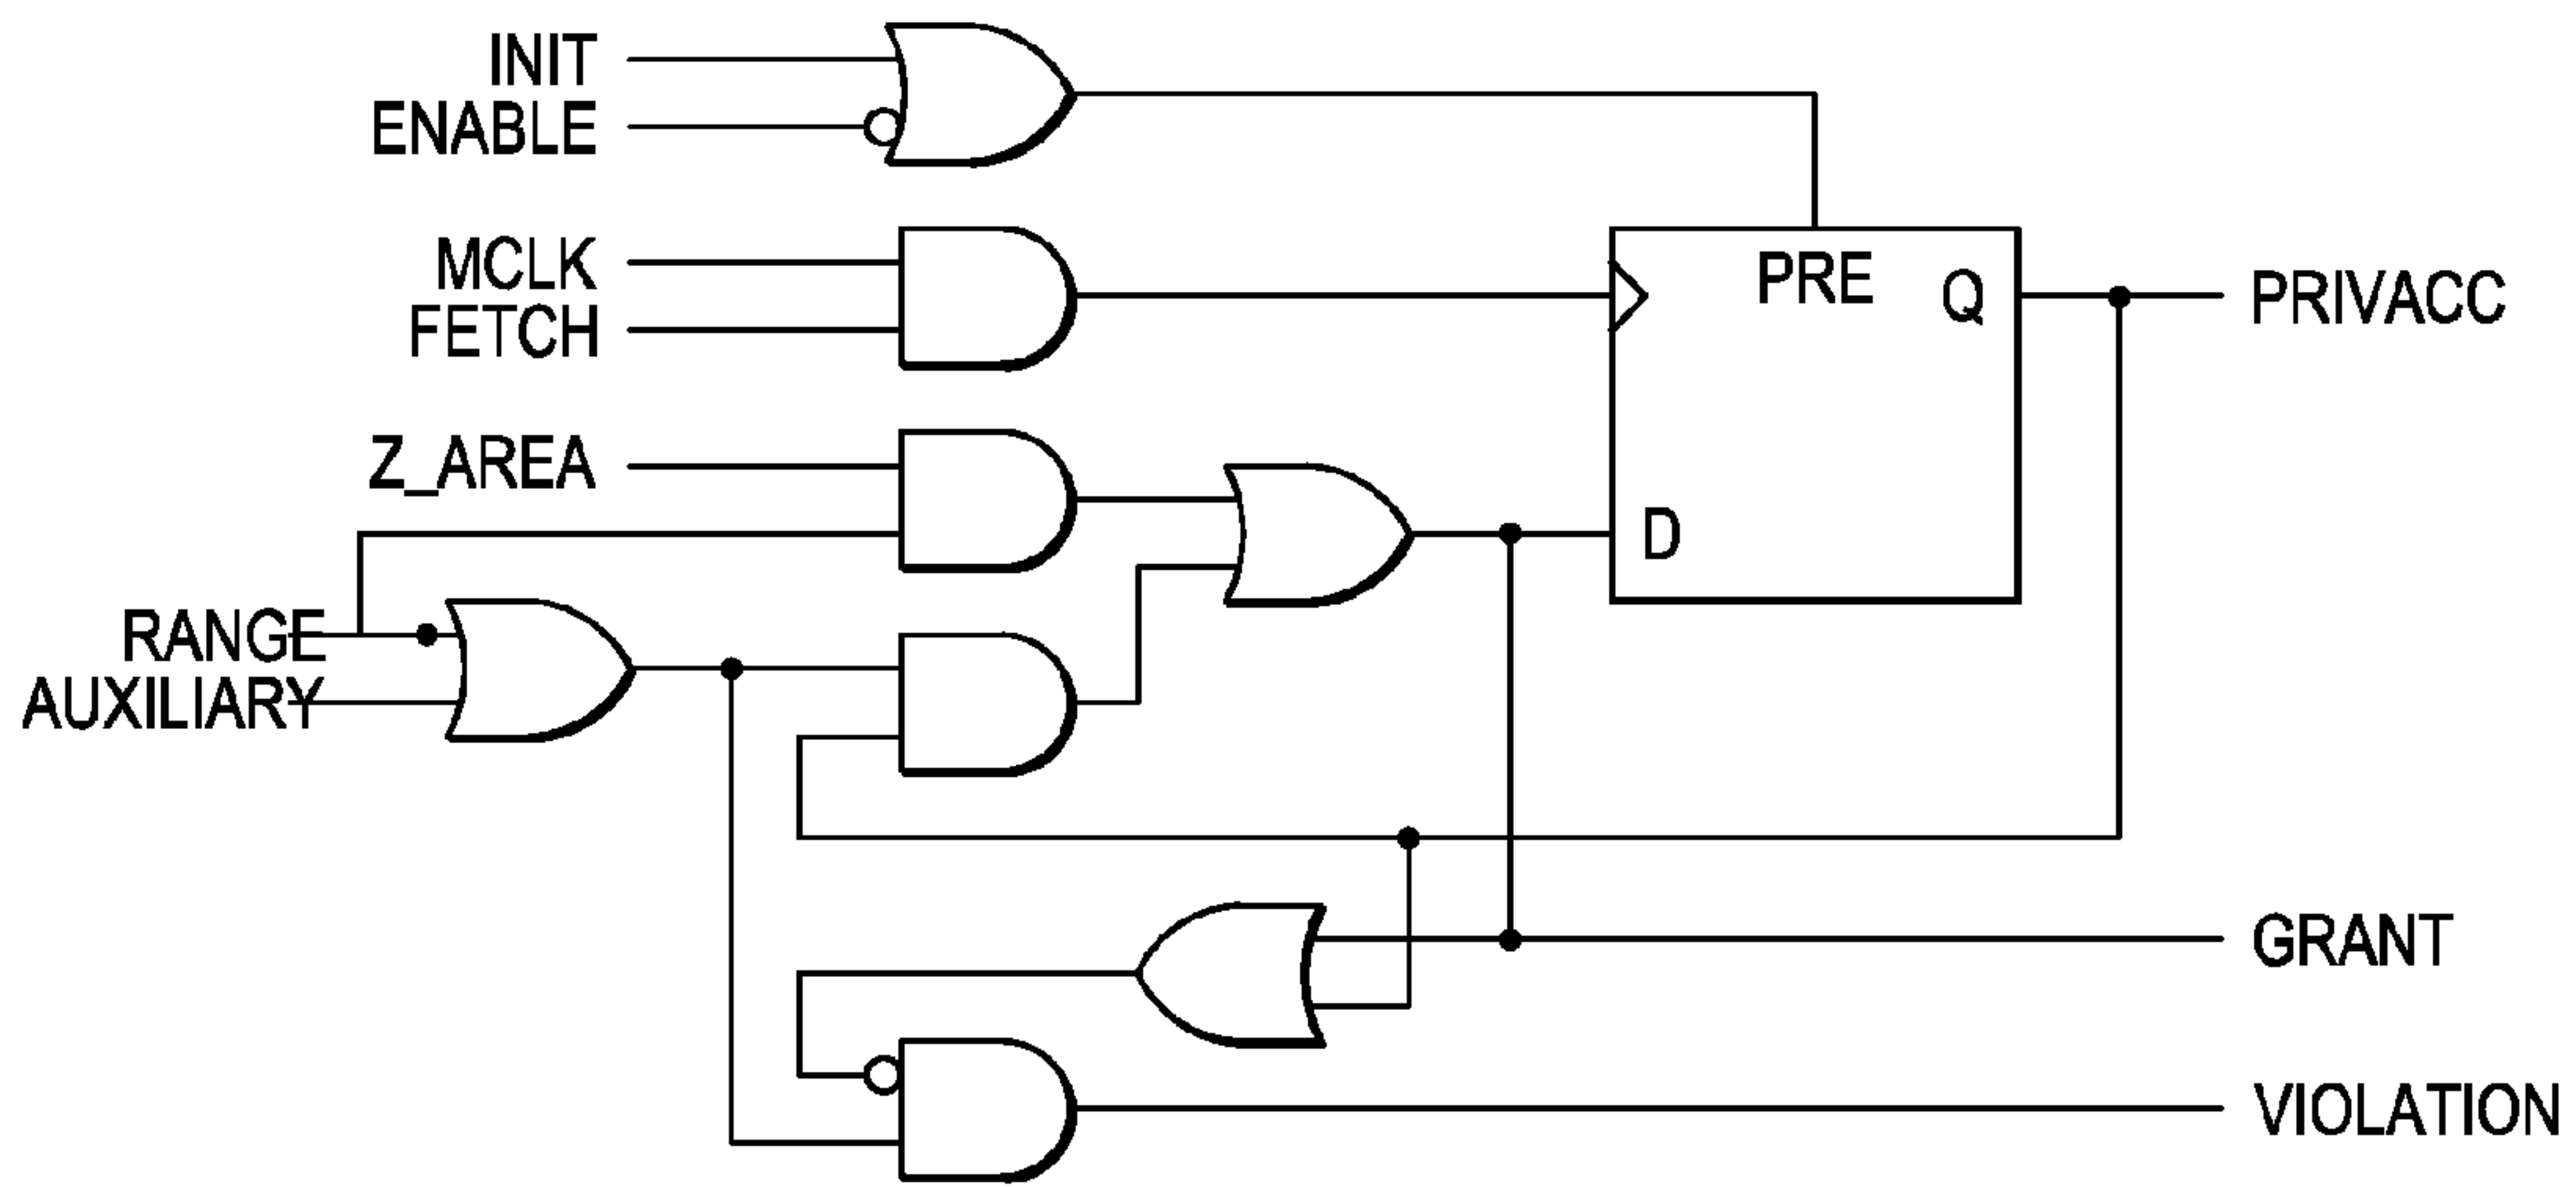 INIT
ENABLE
MCLK
FETCH
PRE
Q
PRIVACC
Z_AREA
D
RANGE
AUXILIARY
GRANT
VIOLATION